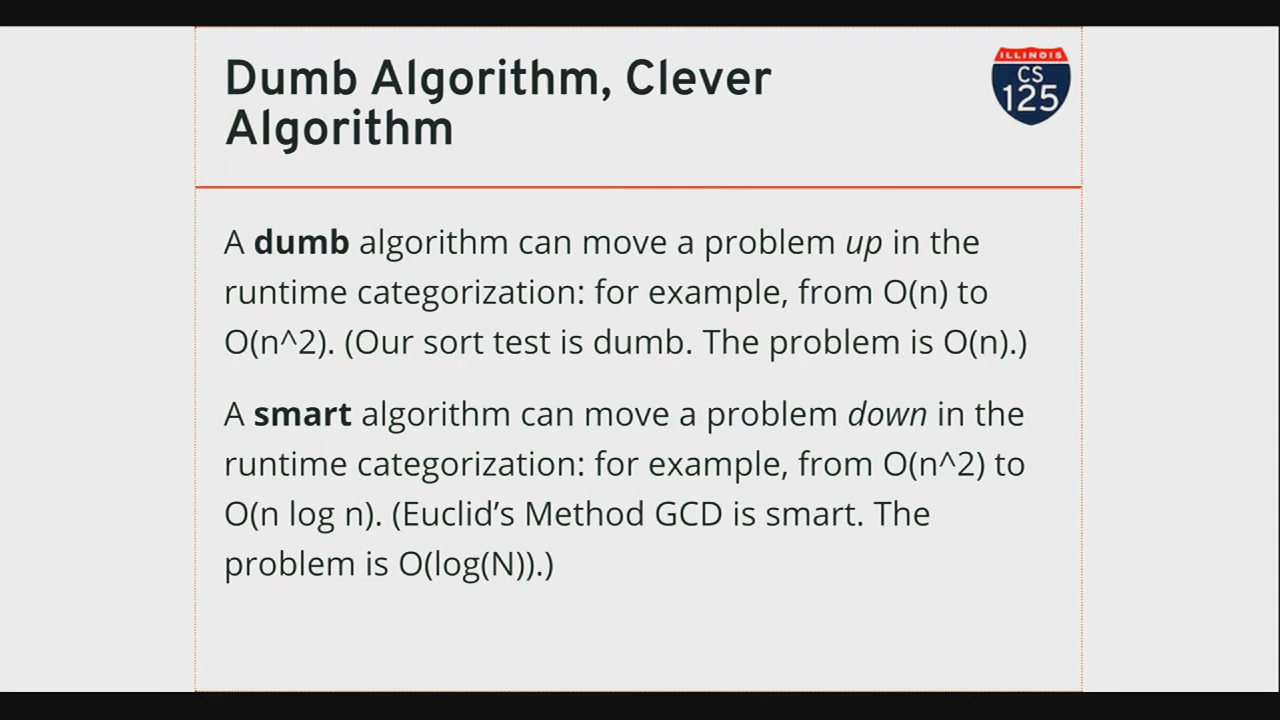 Dumb Algorithm, Clever
Algorithm
ILLINOIS
CS
125
A dumb algorithm can move a problem up in the
runtime categorization: for example, from O(n) to
O(n^2). (Our sort test is dumb. The problem is O(n).)
A smart algorithm can move a problem down in the
runtime categorization: for example, from O(n^2) to
O(n log n). (Euclid’s Method GCD is smart. The
problem is O(log(N)).)